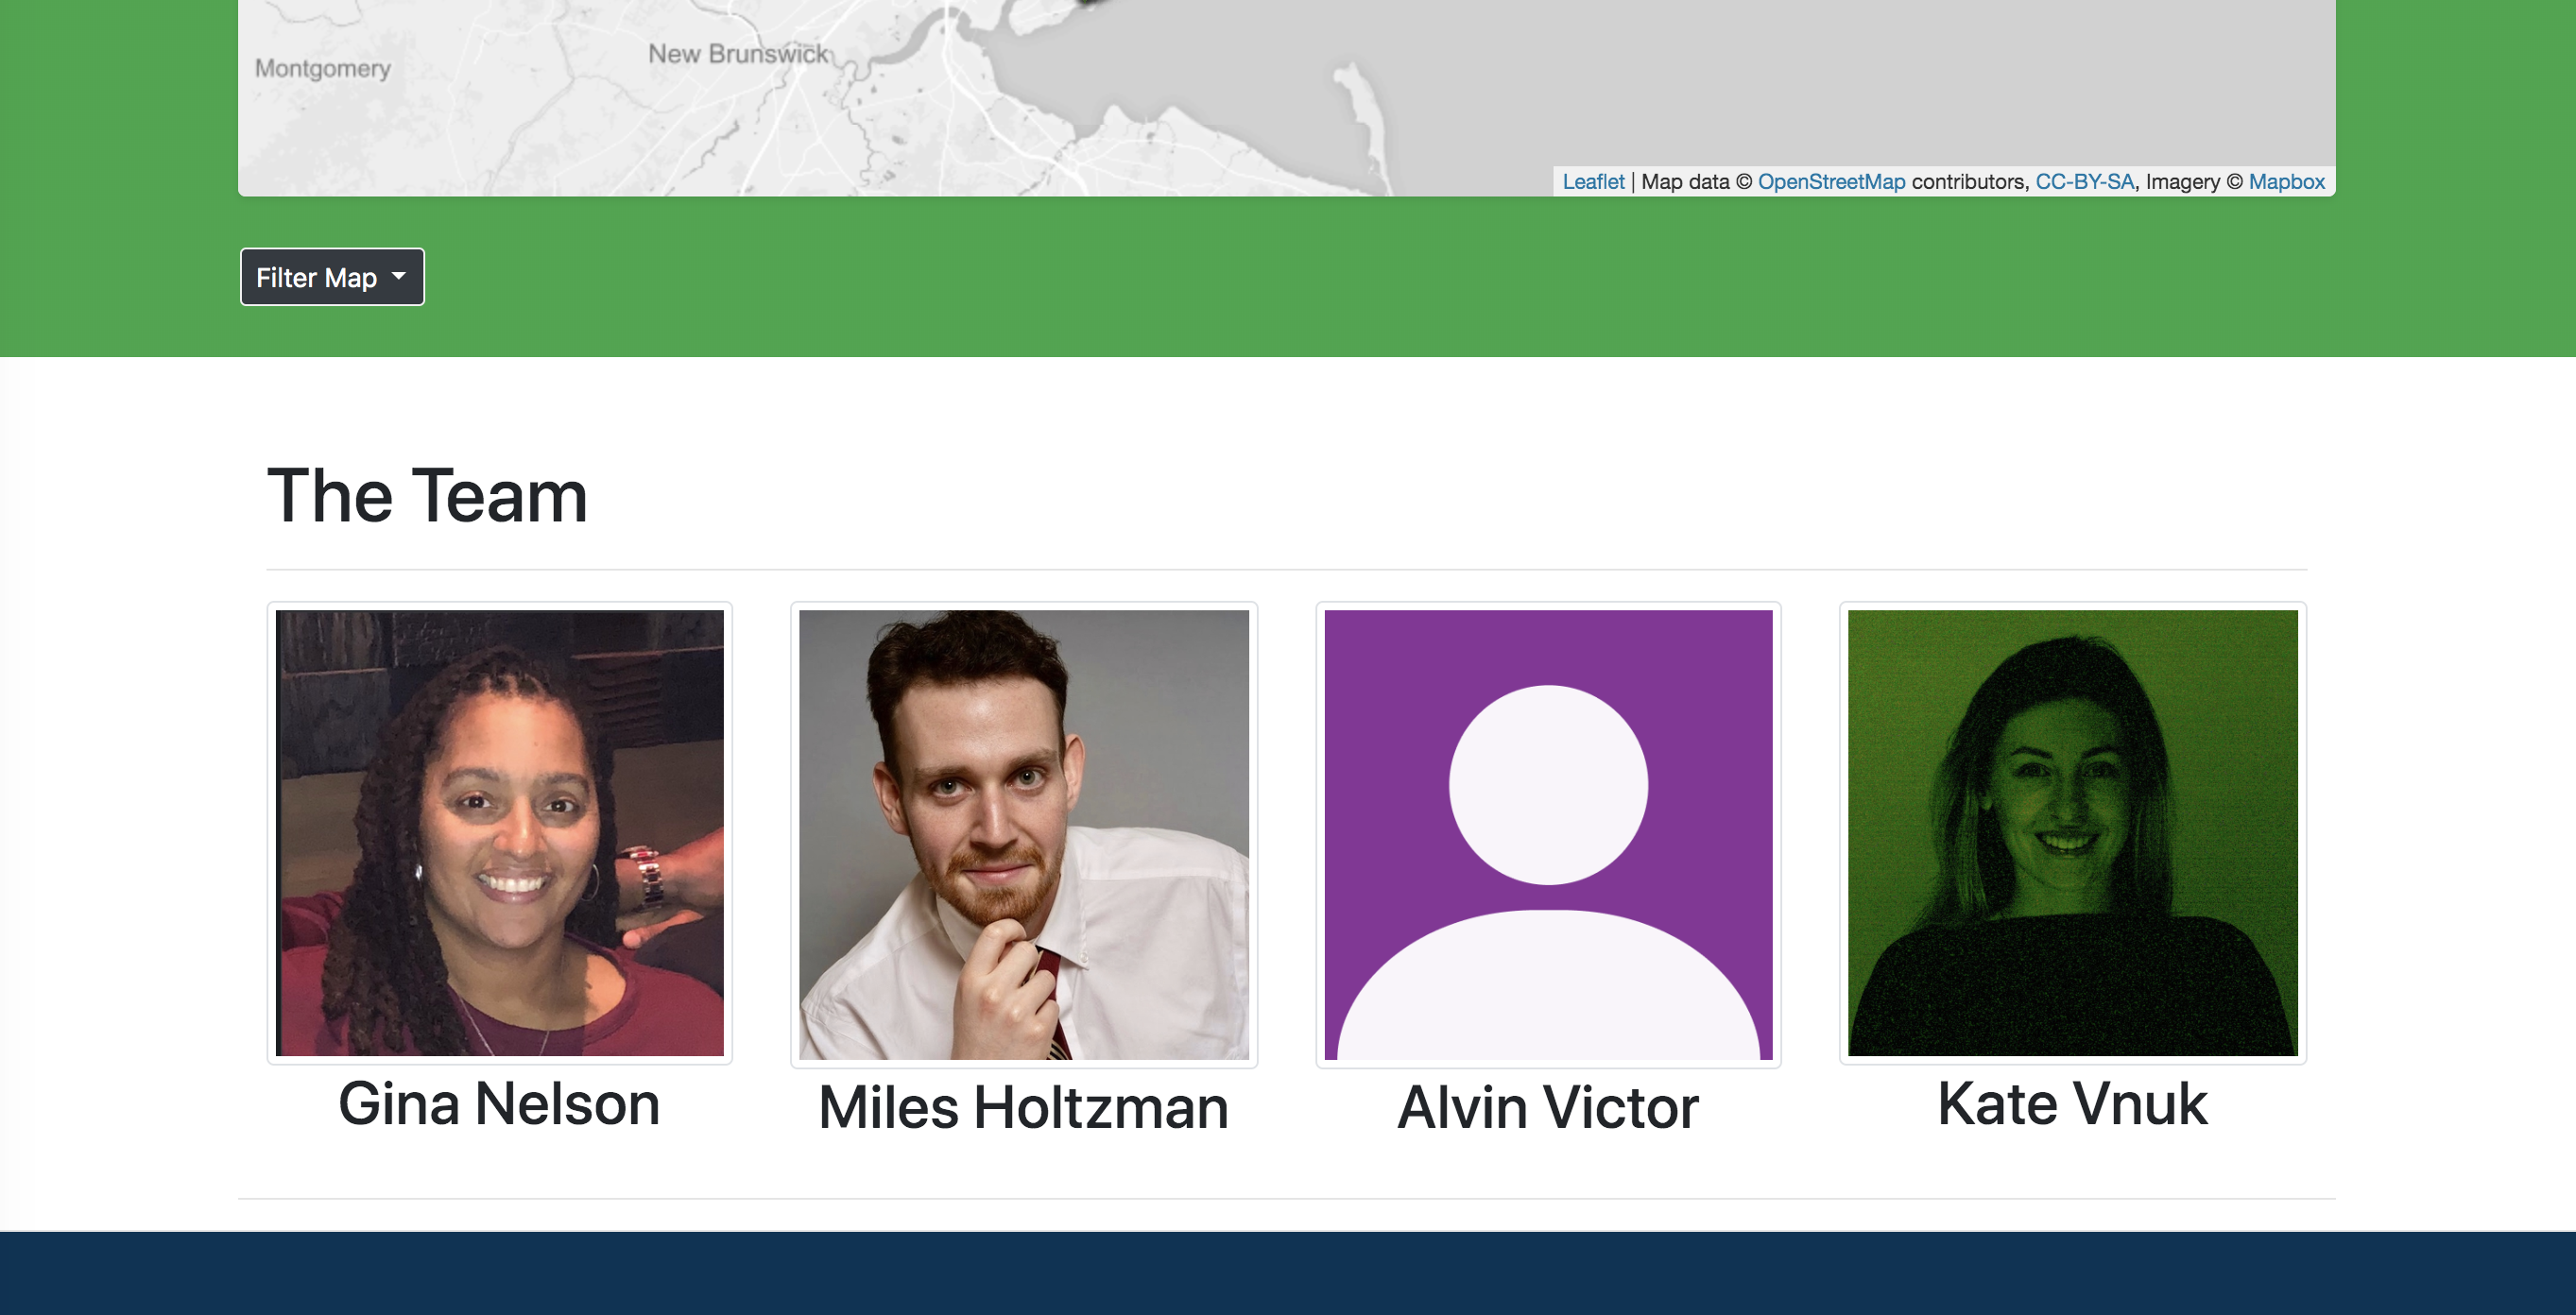 New Brunswick
Montgomery
Leaflet | Map data © OpenStreetMap contributors, CC-BY-SA, Imagery © Mapbox
Filter Map
The Team
Gina Nelson
Miles Holtzman
Alvin Victor
Kate Vnuk